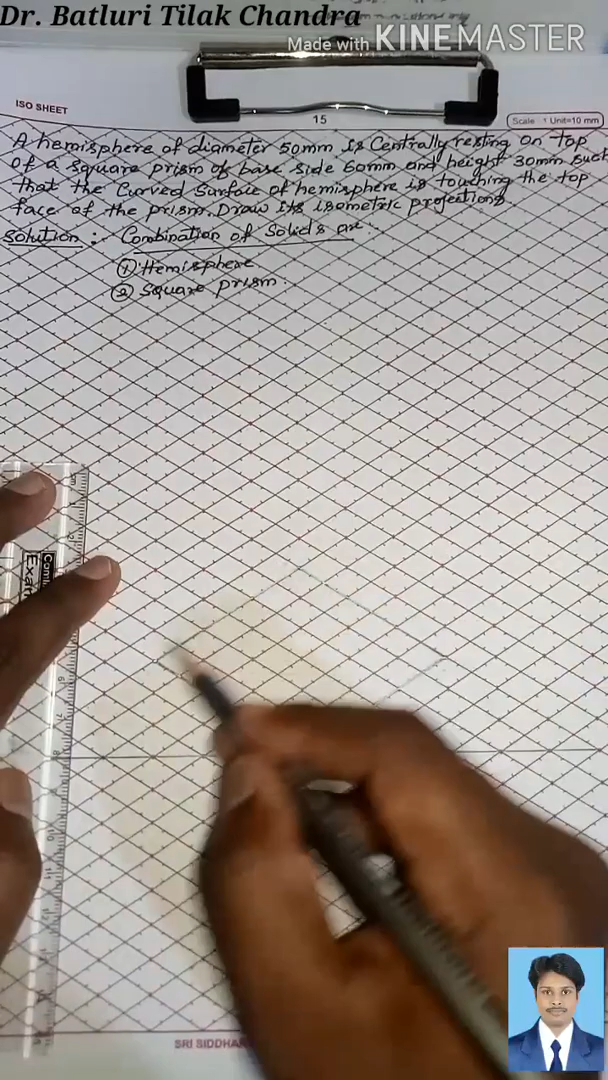 Dr. Batluri Tilak Chandra
Made with KINEMASTER
ISO SHEET
15
Scale : 1 Unit=10 mm
A hemisphere of diameter 50mm is Centrally resting on top
of a square prism of base side 60mm and height 30mm such
that the curved surface of hemisphere is touching the top
face of the prism. Draw its isometric projections.
Solution :- Combination of Solids are :-
① Hemisphere
② Square prism.
SRI SIDDHAR